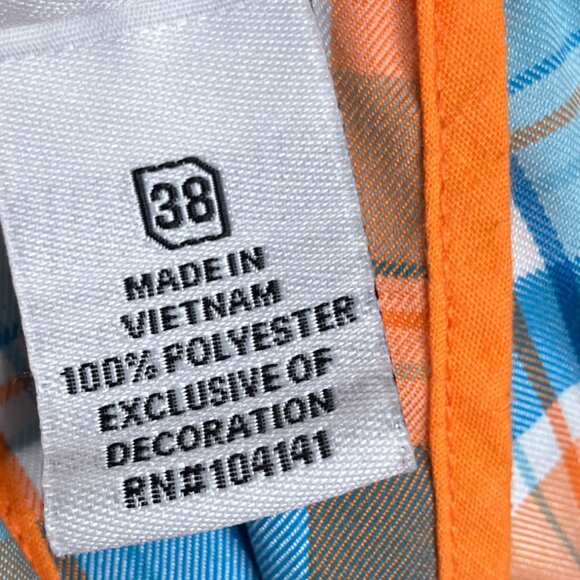 38
MADE IN
VIETNAM
100% POLYESTER
EXCLUSIVE OF
DECORATION
RN#104141